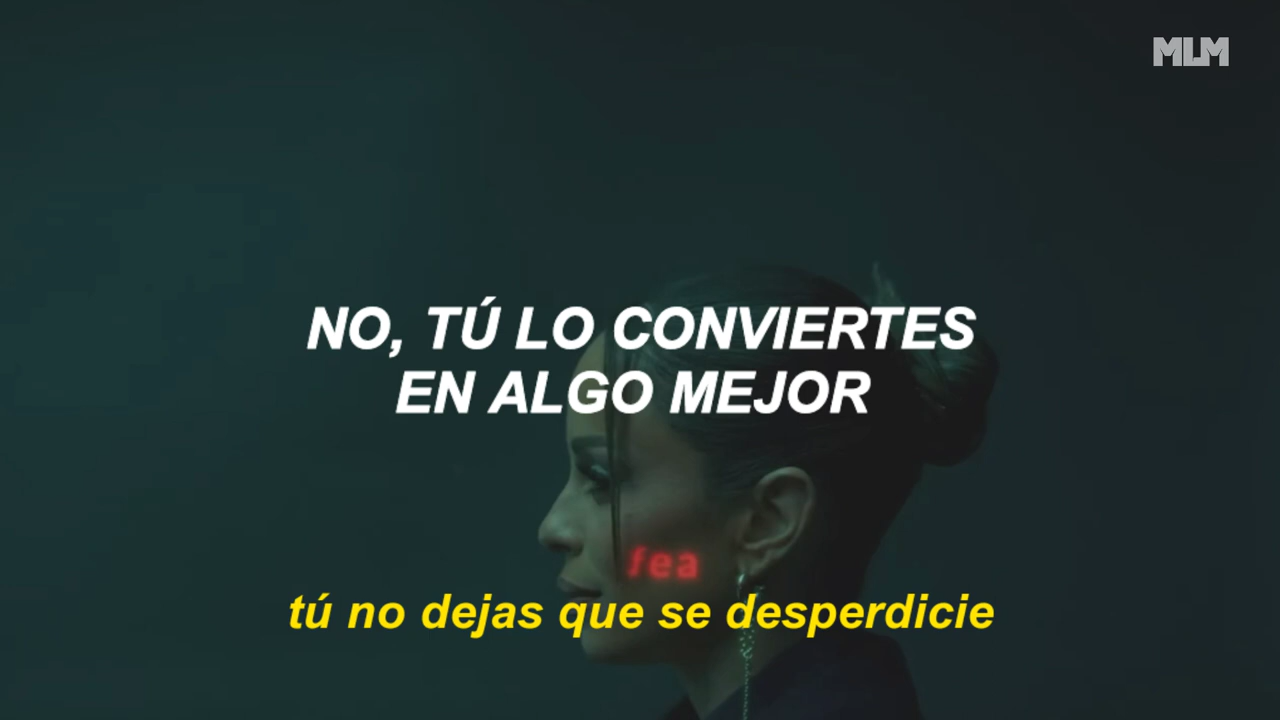 MLM
NO, TÚ LO CONVIERTES
EN ALGO MEJOR
fea
tú no dejas que se desperdicie